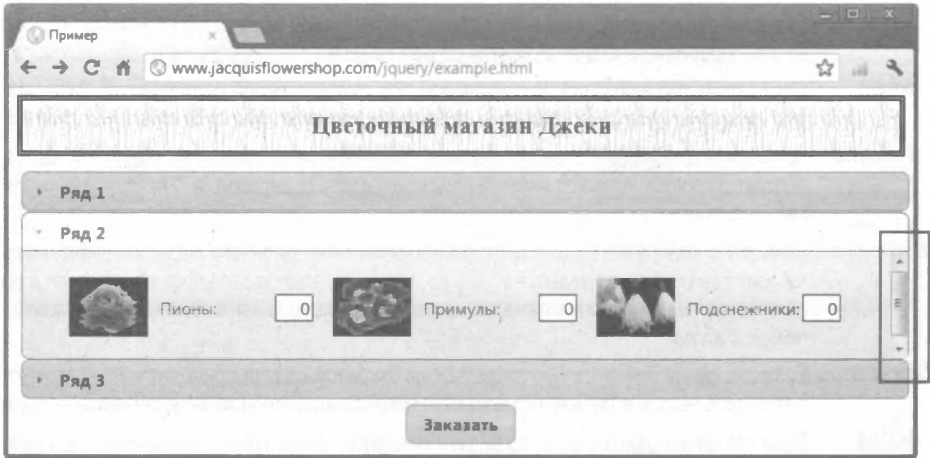 Пример
www.jacquisflowershop.com/jquery/example.html
Цветочный магазин Джеки
Ряд 1
Ряд 2
Пионы: 0 Примулы: 0 Подснежники: 0
Ряд 3
Заказать